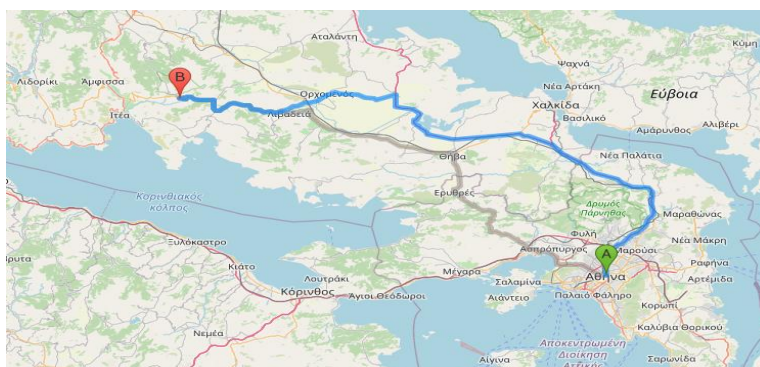 Αταλάντη
Κύμη
Ψαχνά
Λιδορίκι
Άμφισσα
B
Νέα Αρτάκη
Εύβοια
Ορχομενός
Χαλκίδα
Ιτέα
Λιβαδειά
Βασιλικό
Αλιβέρι
Αμάρυνθος
Θήβα
Νέα Παλάτια
Ερυθρές
Κορινθιακός
κόλπος
Δρυμός
Πάρνηθας
Μαραθώνας
Φυλή
Ξυλόκαστρο
Ασπρόπυργος
A
Μαρούσι
Νέα Μάκρη
Κιάτο
Λουτράκι
Μέγαρα
Αθήνα
Ραφήνα
Σαλαμίνα
Αρτέμιδα
Κόρινθος
Άγιοι Θεόδωροι
Αιάντειο
Παλαιό Φάληρο
Κορωπί
Νεμέα
Καλύβια Θορικού
Αποκεντρωμένη
Διοίκηση
Αίγινα
Σαρωνίδα